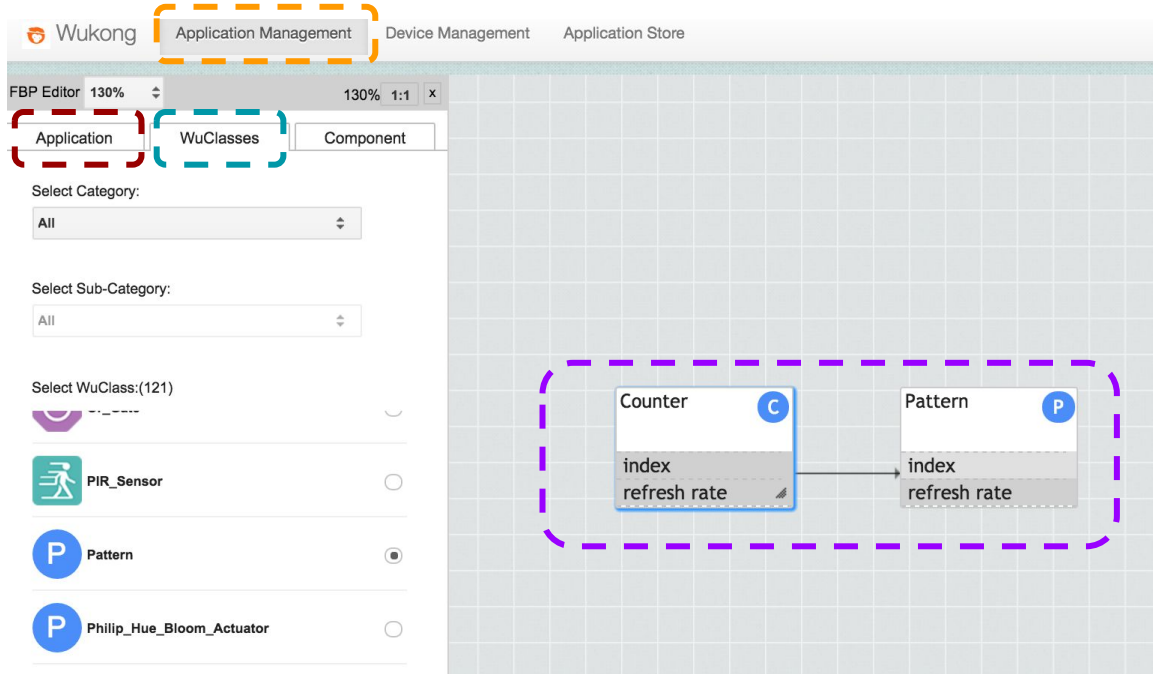 Wukong Application Management Device Management Application Store
FBP Editor 130% 130% 1:1 x
Application WuClasses Component
Select Category:
All
Select Sub-Category:
All
Select WuClass:(121)
PIR_Sensor
P Pattern
P Philip_Hue_Bloom_Actuator
Counter C
index
refresh rate
Pattern P
index
refresh rate